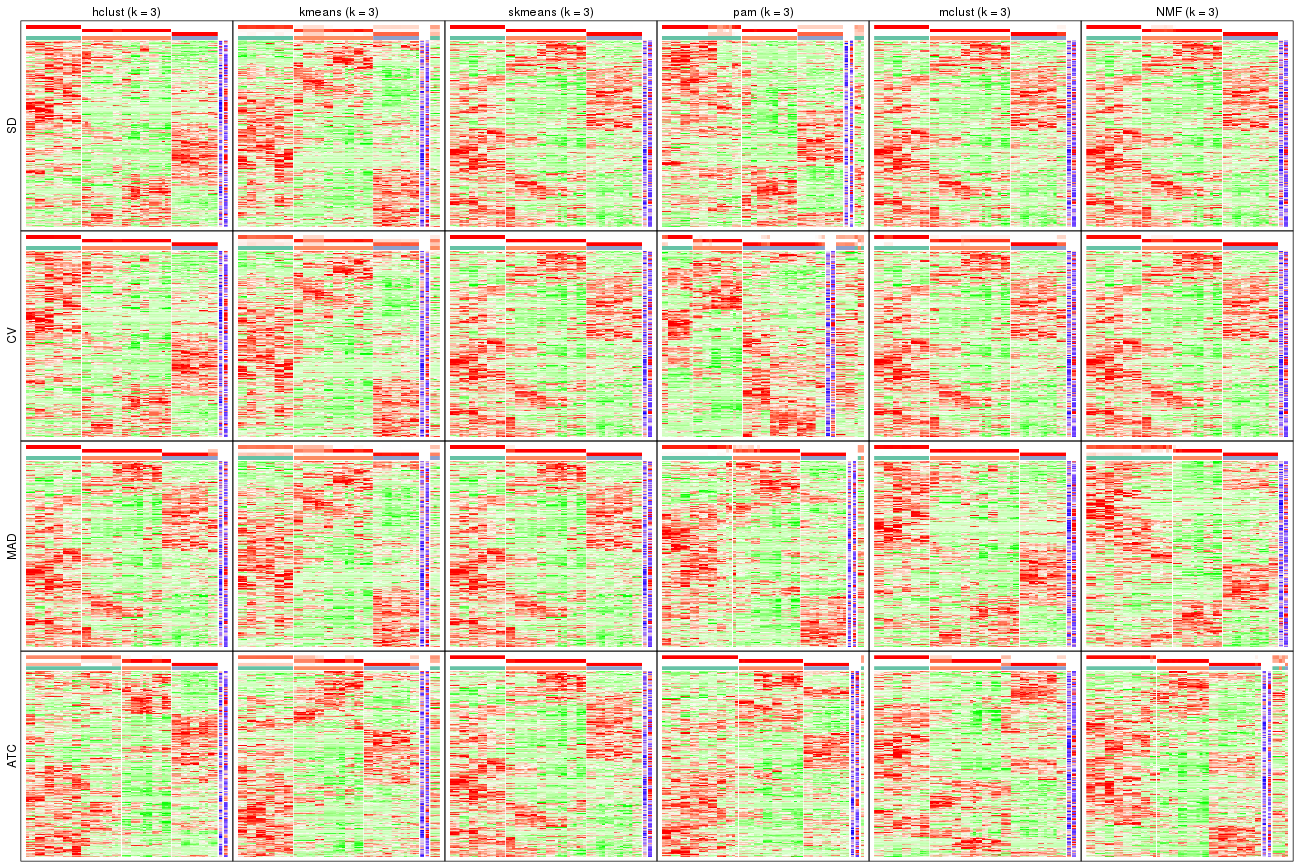 hclust (k = 3) kmeans (k = 3) skmeans (k = 3) pam (k = 3) mclust (k = 3) NMF (k = 3)
SD
CV
MAD
ATC